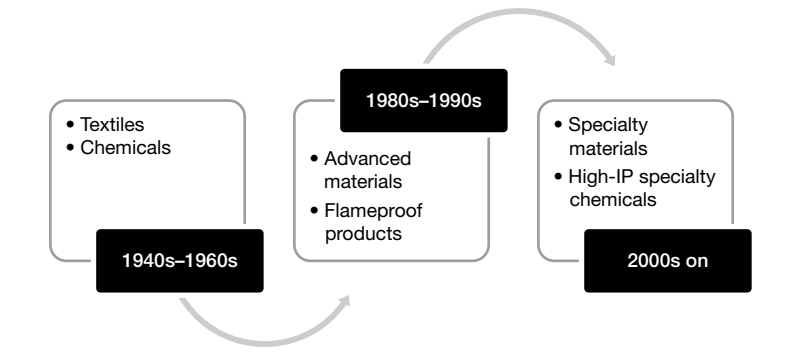 • Textiles
• Chemicals
1940s–1960s
1980s–1990s
• Advanced
materials
• Flameproof
products
• Specialty
materials
• High-IP specialty
chemicals
2000s on